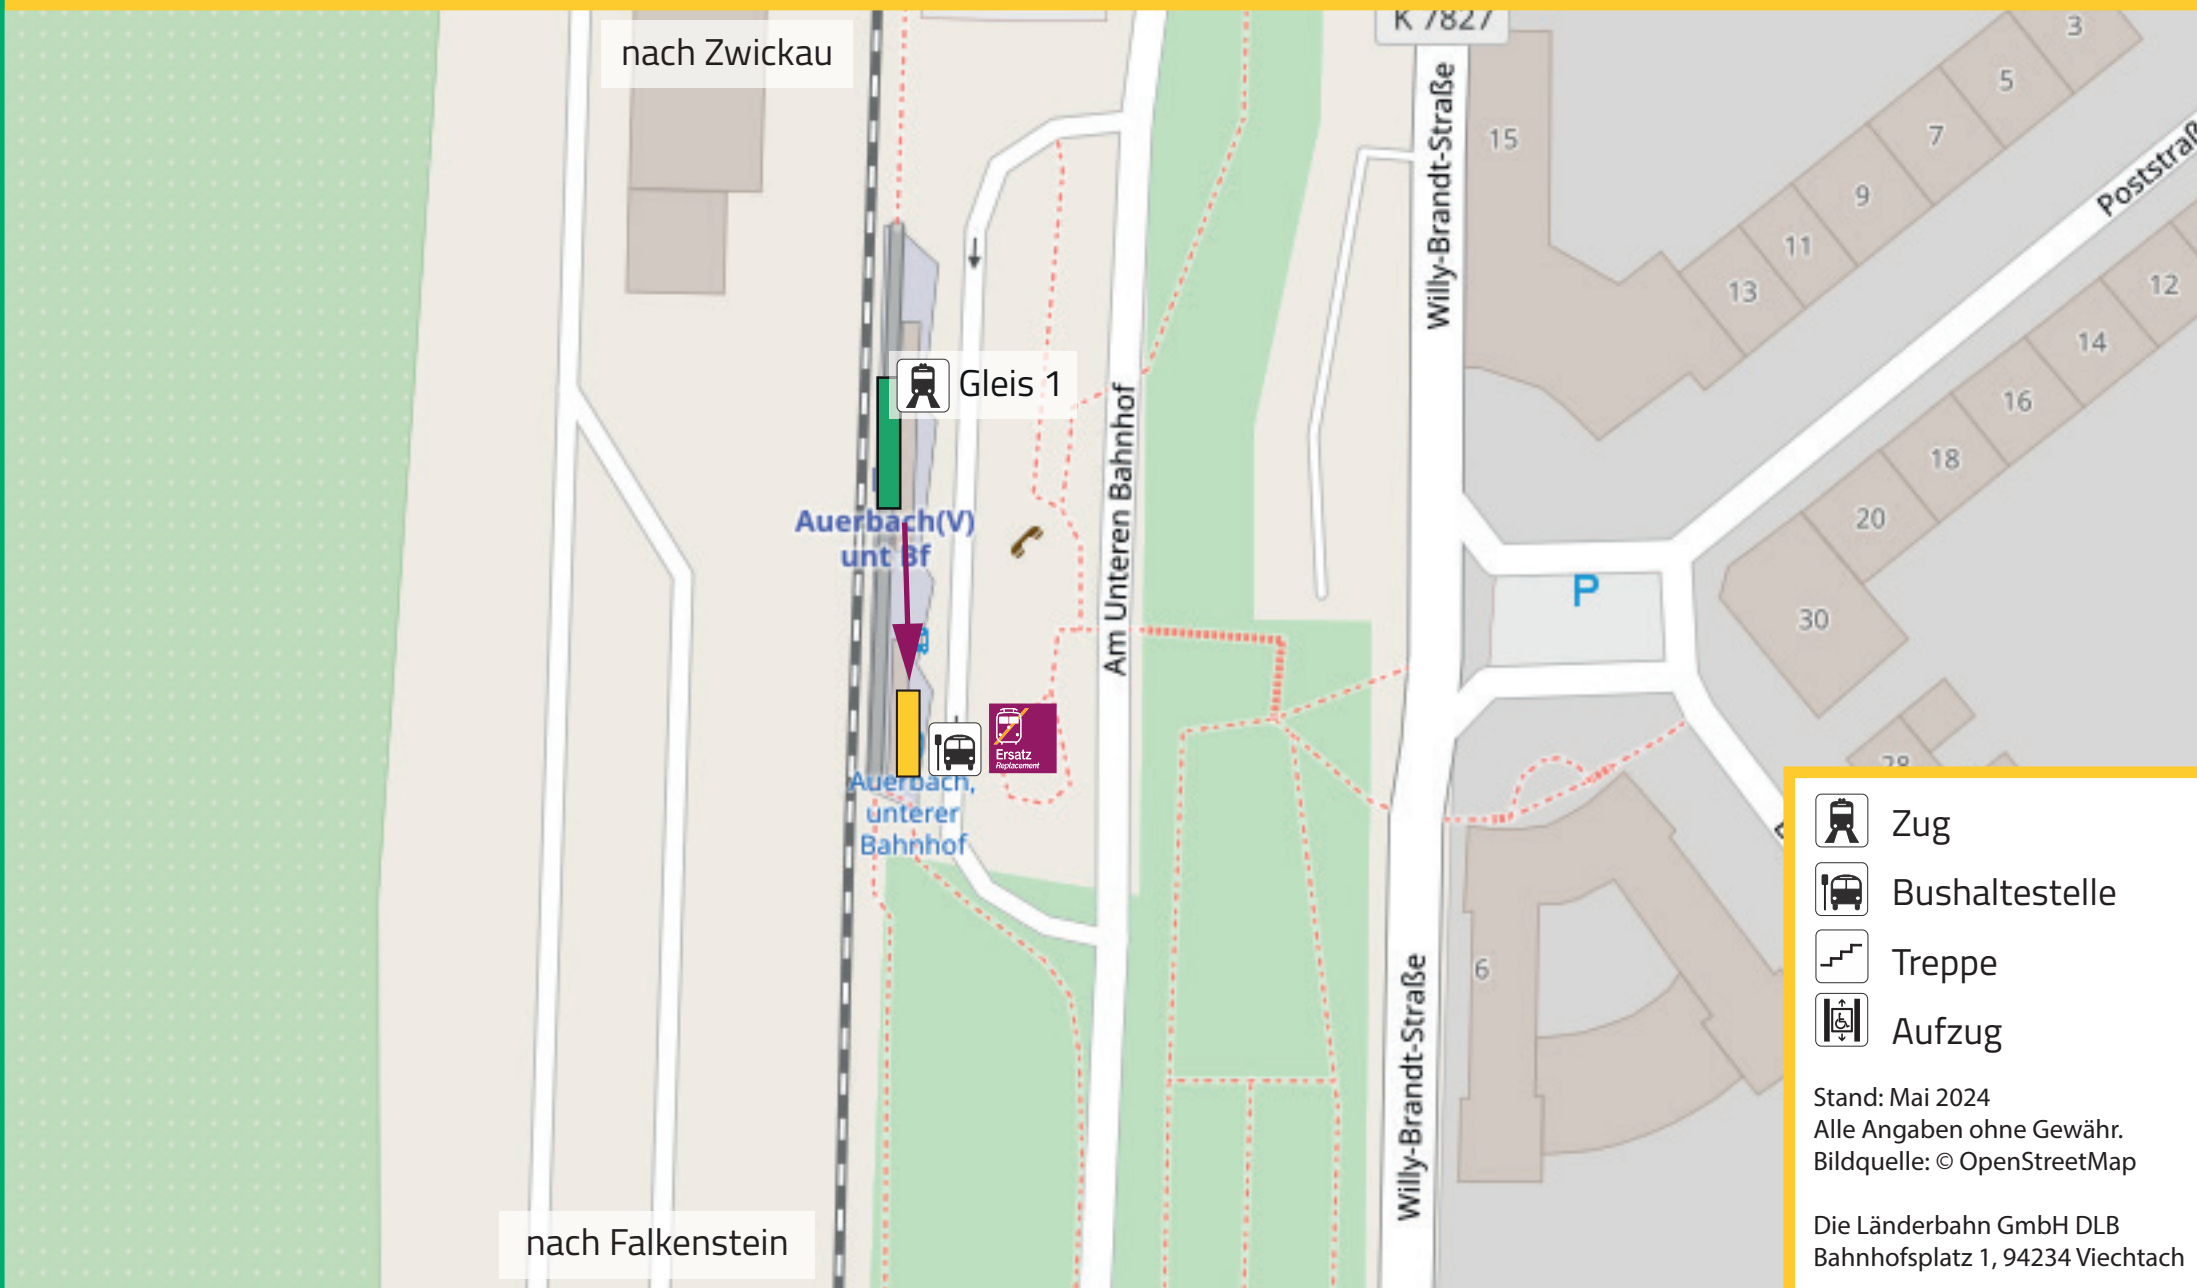 nach Zwickau
K 7827
Willy-Brandt-Straße
15
3
5
7
9
11
13
12
14
16
18
20
30
Gleis 1
Auerbach(V)
unt Bf
Am Unteren Bahnhof
P
Ersatz
Replacement
Auerbach,
unterer
Bahnhof
6
Willy-Brandt-Straße
nach Falkenstein
Zug
Bushaltestelle
Treppe
Aufzug
Stand: Mai 2024
Alle Angaben ohne Gewähr.
Bildquelle: © OpenStreetMap
Die Länderbahn GmbH DLB
Bahnhofsplatz 1, 94234 Viechtach